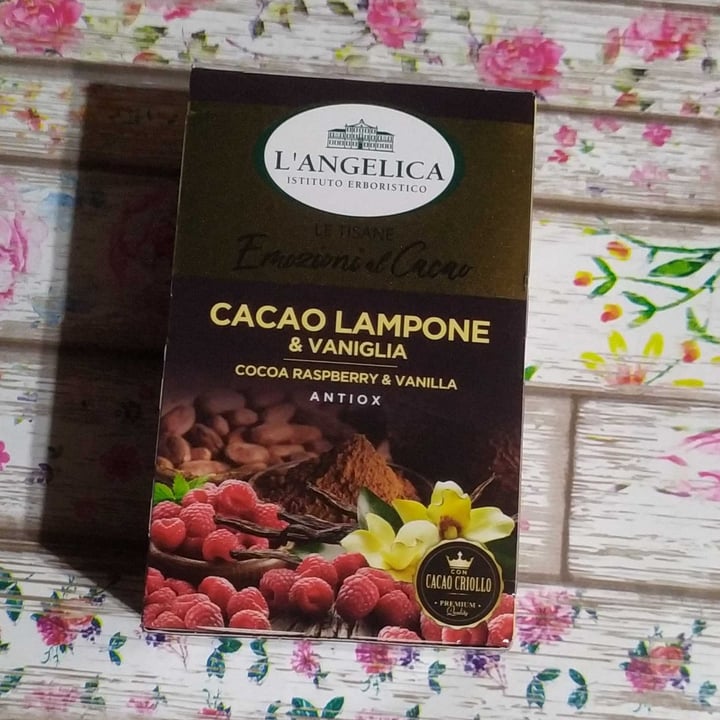 L'ANGELICA
ISTITUTO ERBORISTICO
LE TISANE
Emozioni al Cacao
CACAO LAMPONE
& VANIGLIA
COCOA RASPBERRY & VANILLA
ANTIOX
CON
CACAO CRIOLLO
• PREMIUM •
Quality